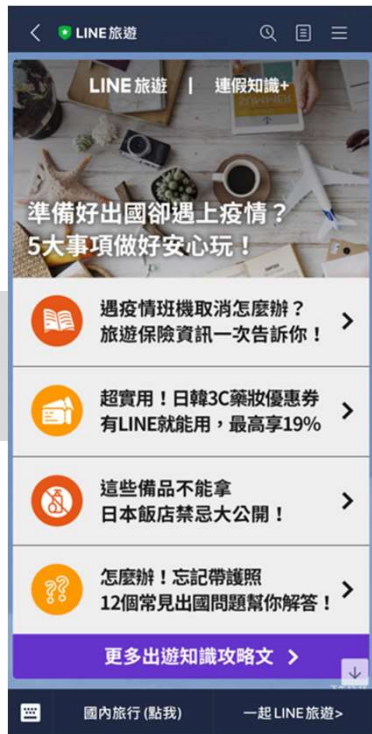 LINE旅遊
LINE 旅遊 | 連假知識+
準備好出國卻遇上疫情？
5大事項做好安心玩！
遇疫情班機取消怎麼辦？
旅遊保險資訊一次告訴你！
超實用！日韓3C藥妝優惠券
有LINE就能用，最高享19%
這些備品不能拿
日本飯店禁忌大公開！
怎麼辦！忘記帶護照
12個常見出國問題幫你解答！
更多出遊知識攻略文
國內旅行 (點我)
一起 LINE 旅遊>